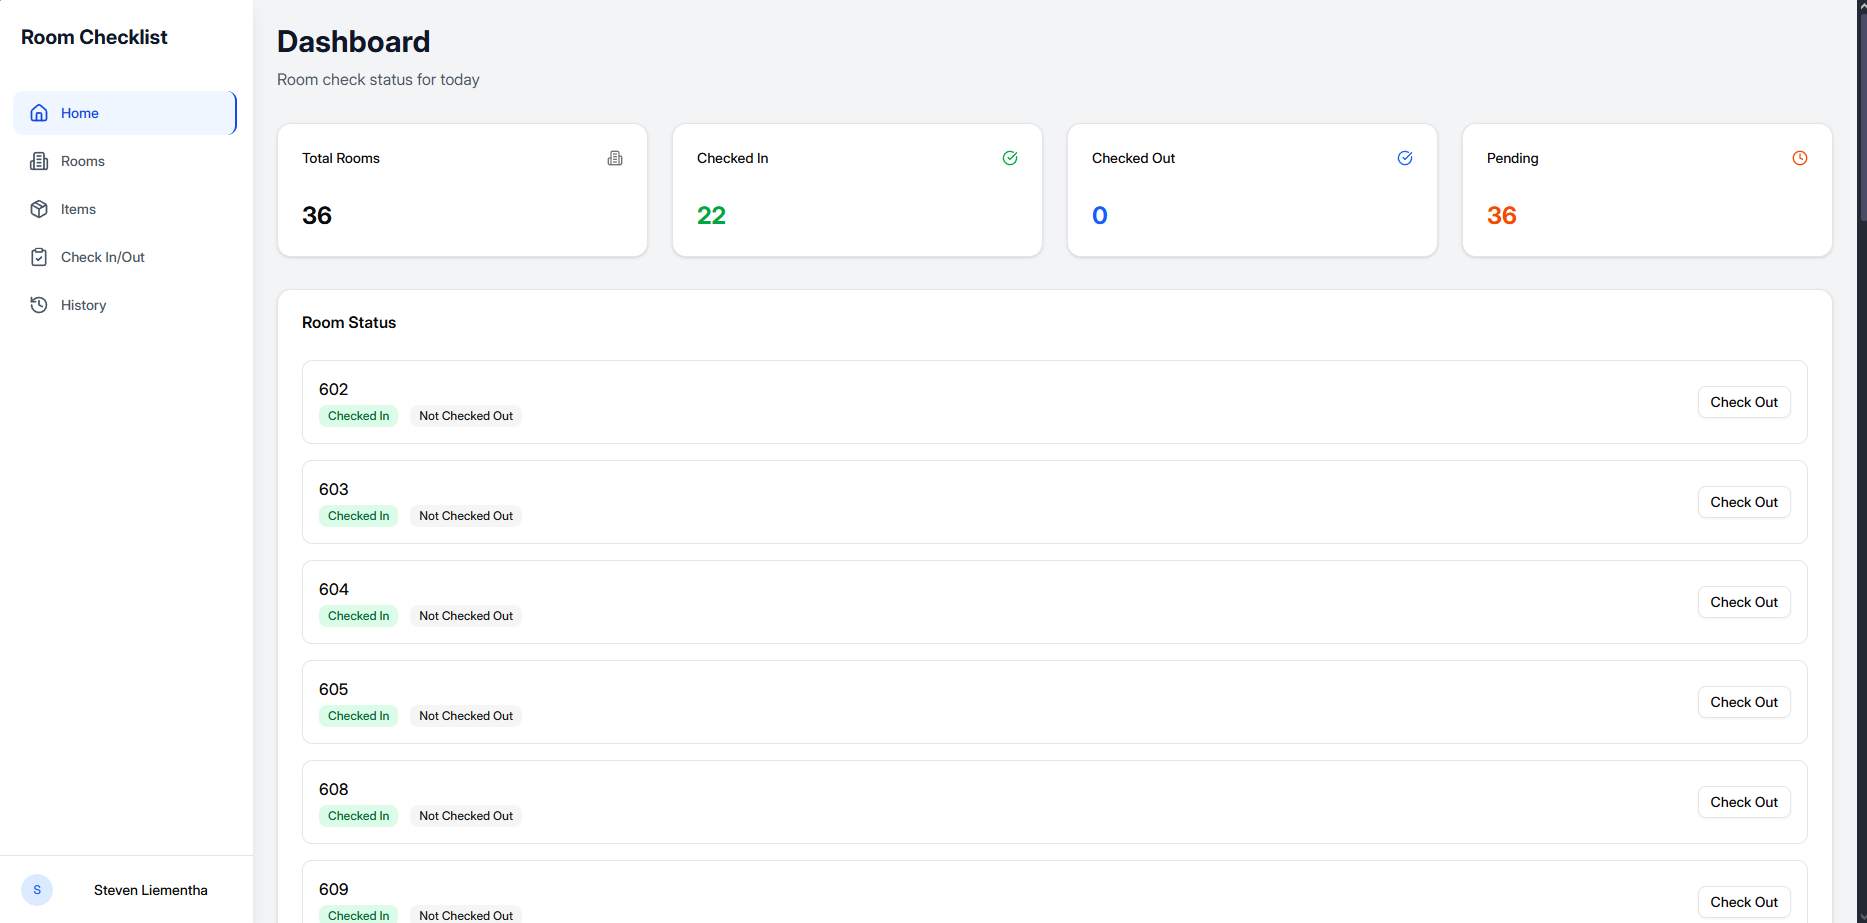 Room Checklist
Home
Rooms
Items
Check In/Out
History
S
Steven Liementha
Dashboard
Room check status for today
Total Rooms
36
Checked In
22
Checked Out
0
Pending
36
Room Status
602
Checked In Not Checked Out
Check Out
603
Checked In Not Checked Out
Check Out
604
Checked In Not Checked Out
Check Out
605
Checked In Not Checked Out
Check Out
608
Checked In Not Checked Out
Check Out
609
Checked In Not Checked Out
Check Out